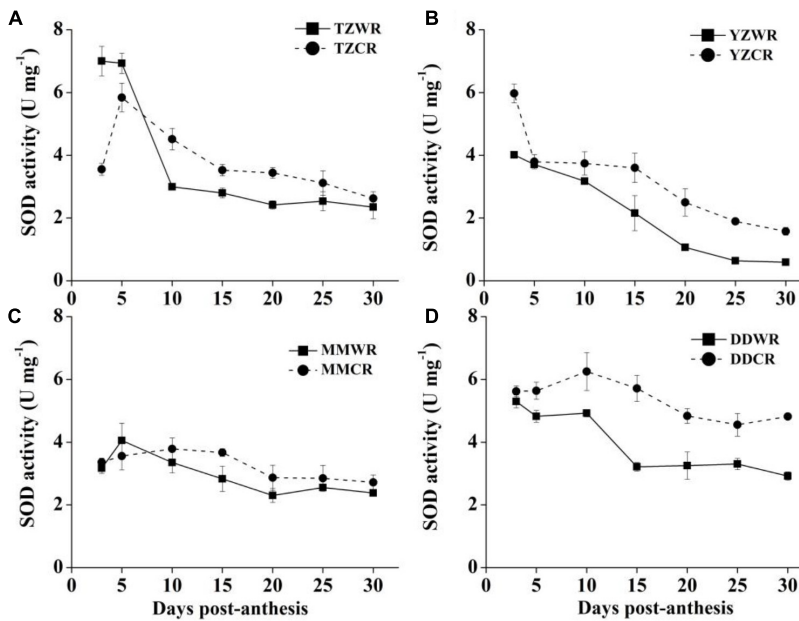 A
SOD activity (U mg⁻¹)
8
6
4
2
0
TZWR
TZCR
0 5 10 15 20 25 30
B
SOD activity (U mg⁻¹)
8
6
4
2
0
YZWR
YZCR
0 5 10 15 20 25 30
C
SOD activity (U mg⁻¹)
8
6
4
2
0
MMWR
MMCR
0 5 10 15 20 25 30
Days post-anthesis
D
SOD activity (U mg⁻¹)
8
6
4
2
0
DDWR
DDCR
0 5 10 15 20 25 30
Days post-anthesis